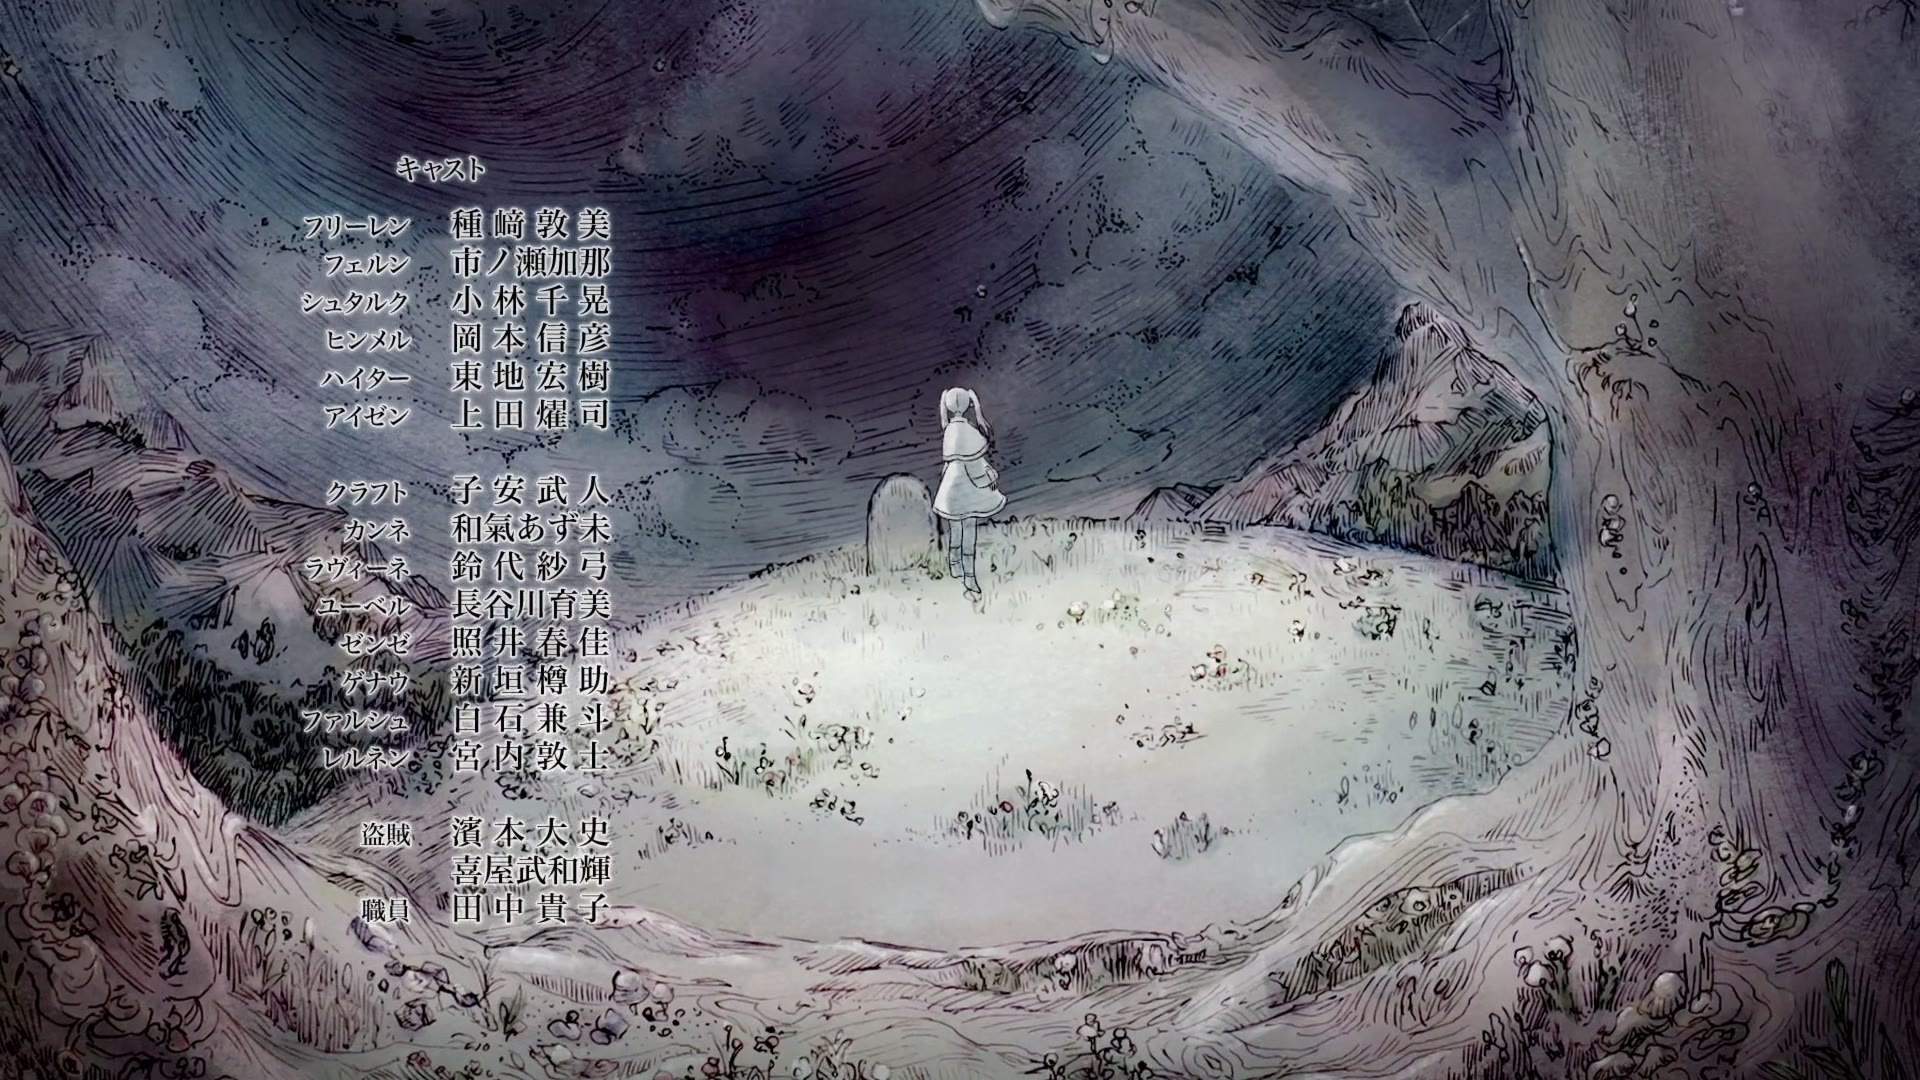 キャスト
フリーレン 種﨑敦美
フェルン 市ノ瀬加那
シュタルク 小林千晃
ヒンメル 岡本信彦
ハイター 東地宏樹
アイゼン 上田燿司
クラフト 子安武人
カンネ 和氣あず未
ラヴィーネ 鈴代紗弓
ユーベル 長谷川育美
ゼンゼ 照井春佳
ゲナウ 新垣樽助
ファルシュ 白石兼斗
レルネン 宮内敦士
盗賊 濱本大史
喜屋武和輝
職員 田中貴子